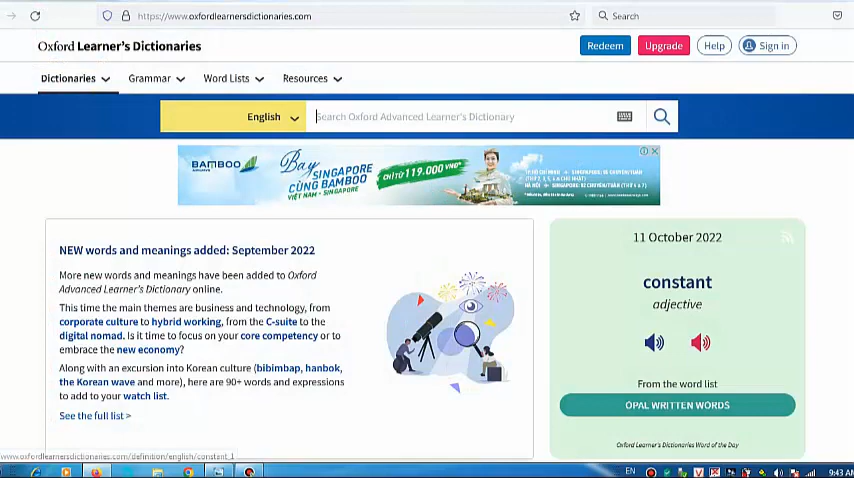 https://www.oxfordlearnersdictionaries.com
Search
Oxford Learner's Dictionaries
Redeem
Upgrade
Help
Sign in
Dictionaries
Grammar
Word Lists
Resources
English
Search Oxford Advanced Learner's Dictionary
BAMBOO
AIRWAYS
Bay
SINGAPORE
CÙNG BAMBOO
VIỆT NAM - SINGAPORE
CHỈ TỪ 119.000 VND*
NEW words and meanings added: September 2022
More new words and meanings have been added to Oxford
Advanced Learner's Dictionary online.
This time the main themes are business and technology, from
corporate culture to hybrid working, from the C-suite to the
digital nomad. Is it time to focus on your core competency or to
embrace the new economy?
Along with an excursion into Korean culture (bibimbap, hanbok,
the Korean wave and more), here are 90+ words and expressions
to add to your watch list.
See the full list >
11 October 2022
constant
adjective
From the word list
OPAL WRITTEN WORDS
Oxford Learner's Dictionaries Word of the Day
www.oxfordlearnersdictionaries.com/definition/english/constant_1
EN
9:43 AM